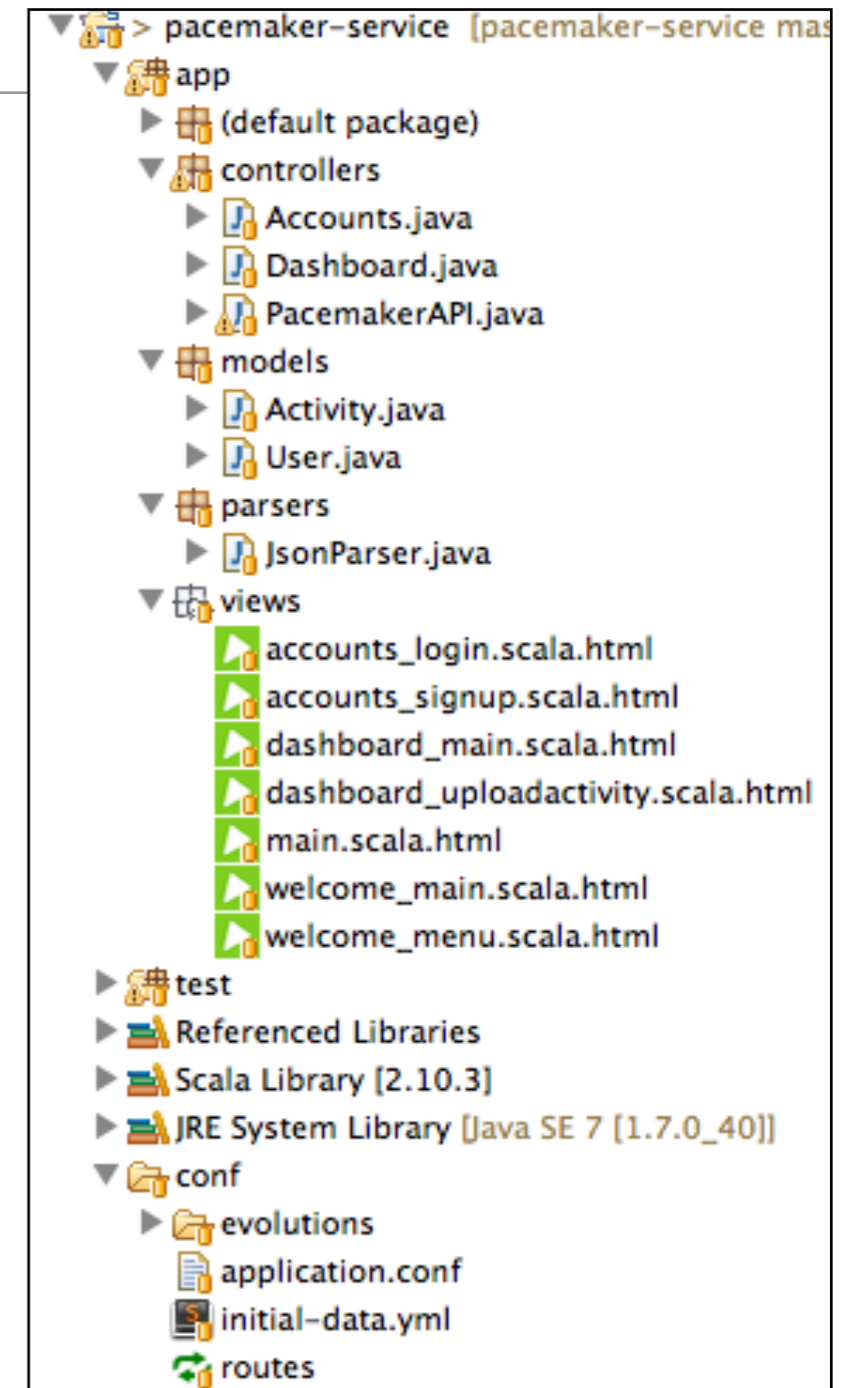 > pacemaker-service [pacemaker-service mas
app
(default package)
controllers
Accounts.java
Dashboard.java
PacemakerAPI.java
models
Activity.java
User.java
parsers
JsonParser.java
views
accounts_login.scala.html
accounts_signup.scala.html
dashboard_main.scala.html
dashboard_uploadactivity.scala.html
main.scala.html
welcome_main.scala.html
welcome_menu.scala.html
test
Referenced Libraries
Scala Library [2.10.3]
JRE System Library [Java SE 7 [1.7.0_40]]
conf
evolutions
application.conf
initial-data.yml
routes